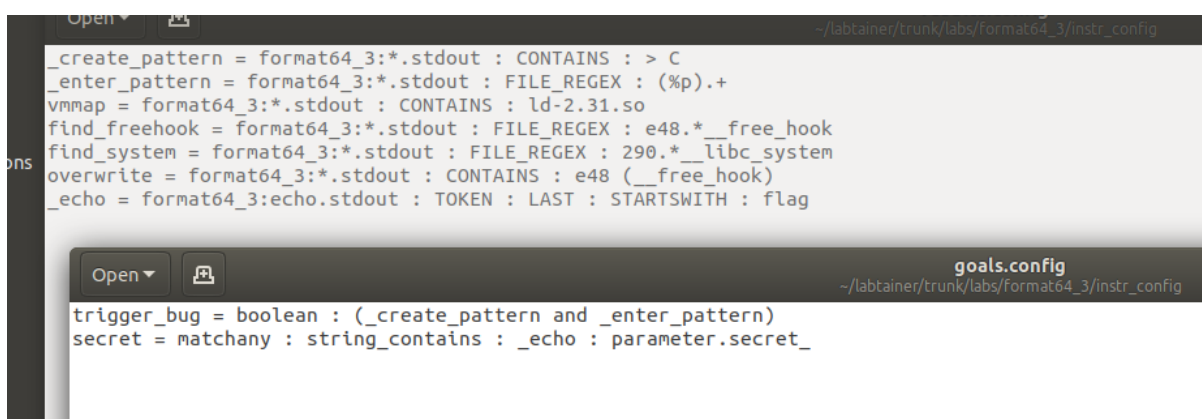 Open
~/labtainer/trunk/labs/format64_3/instr_config
_create_pattern = format64_3:*.stdout : CONTAINS : > C
_enter_pattern = format64_3:*.stdout : FILE_REGEX : (%p).+
vmmap = format64_3:*.stdout : CONTAINS : ld-2.31.so
find_freehook = format64_3:*.stdout : FILE_REGEX : e48.*__free_hook
find_system = format64_3:*.stdout : FILE_REGEX : 290.*__libc_system
ons
overwrite = format64_3:*.stdout : CONTAINS : e48 (__free_hook)
_echo = format64_3:echo.stdout : TOKEN : LAST : STARTSWITH : flag
Open
goals.config
~/labtainer/trunk/labs/format64_3/instr_config
trigger_bug = boolean : (_create_pattern and _enter_pattern)
secret = matchany : string_contains : _echo : parameter.secret_